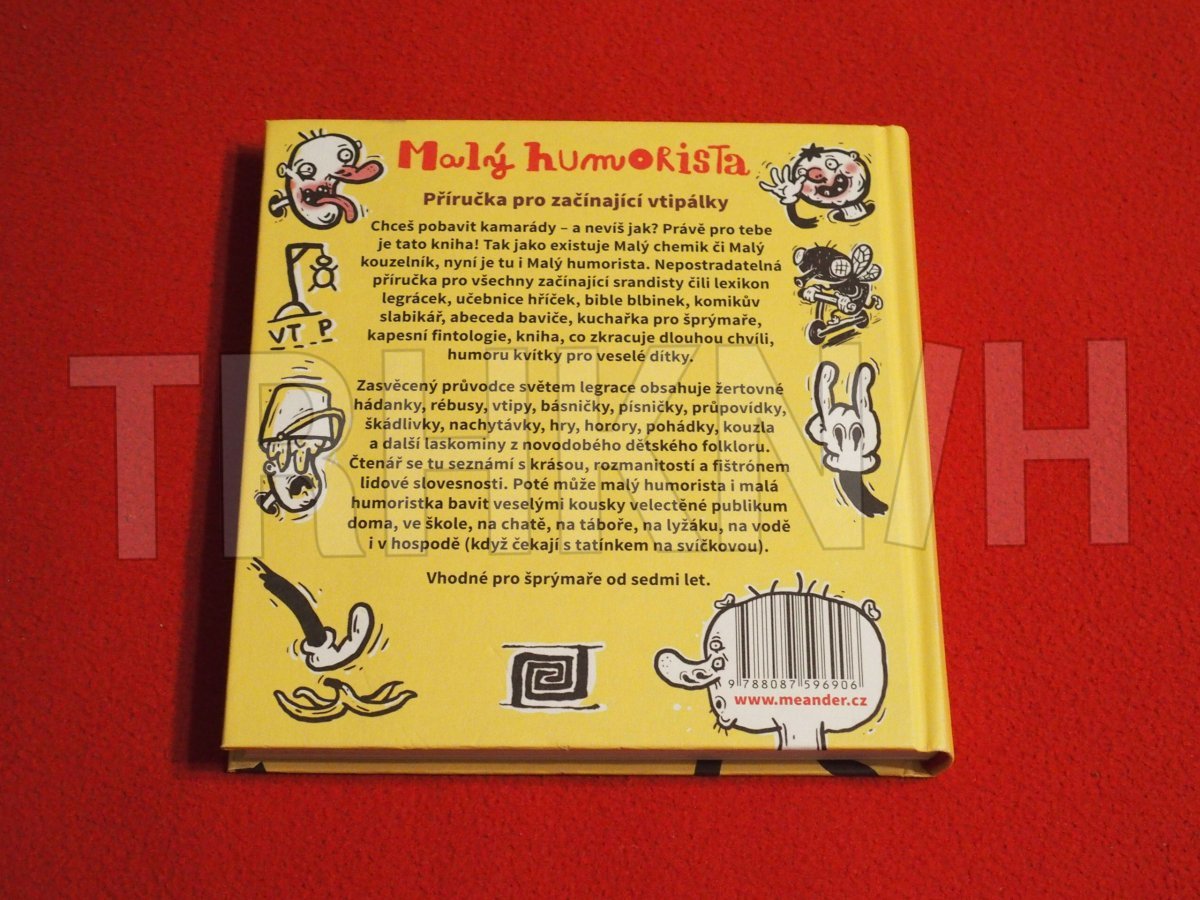 Malý humorista
Příručka pro začínající vtipálky
Chceš pobavit kamarády – a nevíš jak? Právě pro tebe
je tato kniha! Tak jako existuje Malý chemik či Malý
kouzelník, nyní je tu i Malý humorista. Nepostradatelná
příručka pro všechny začínající srandisty čili lexikon
legrácek, učebnice hříček, bible blbinek, komikův
slabikář, abeceda baviče, kuchařka pro šprýmaře,
kapesní fintologie, kniha, co zkracuje dlouhou chvíli,
humoru kvítky pro veselé dítky.
VT P
Zasvěcený průvodce světem legrace obsahuje žertovné
hádanky, rébusy, vtipy, básničky, písničky, průpovídky,
škádlivky, nachytávky, hry, horory, pohádky, kouzla
a další laskominy z novodobého dětského folkloru.
Čtenář se tu seznámí s krásou, rozmanitostí a fištrónem
lidové slovesnosti. Poté může malý humorista i malá
humoristka bavit veselými kousky velectěné publikum
doma, ve škole, na chatě, na táboře, na lyžáku, na vodě
i v hospodě (když čekají s tatínkem na svíčkovou).
Vhodné pro šprýmaře od sedmi let.
9 788087 596906
www.meander.cz
TRHKNIH